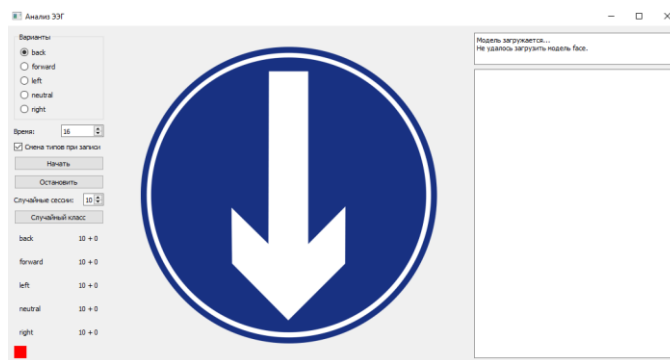 Анализ ЭЭГ
Варианты
back
forward
left
neutral
right
Время: 16
Смена типов при записи
Начать
Остановить
Случайные сессии: 10
Случайный класс
back 10 + 0
forward 10 + 0
left 10 + 0
neutral 10 + 0
right 10 + 0
Модель загружается...
Не удалось загрузить модель face.